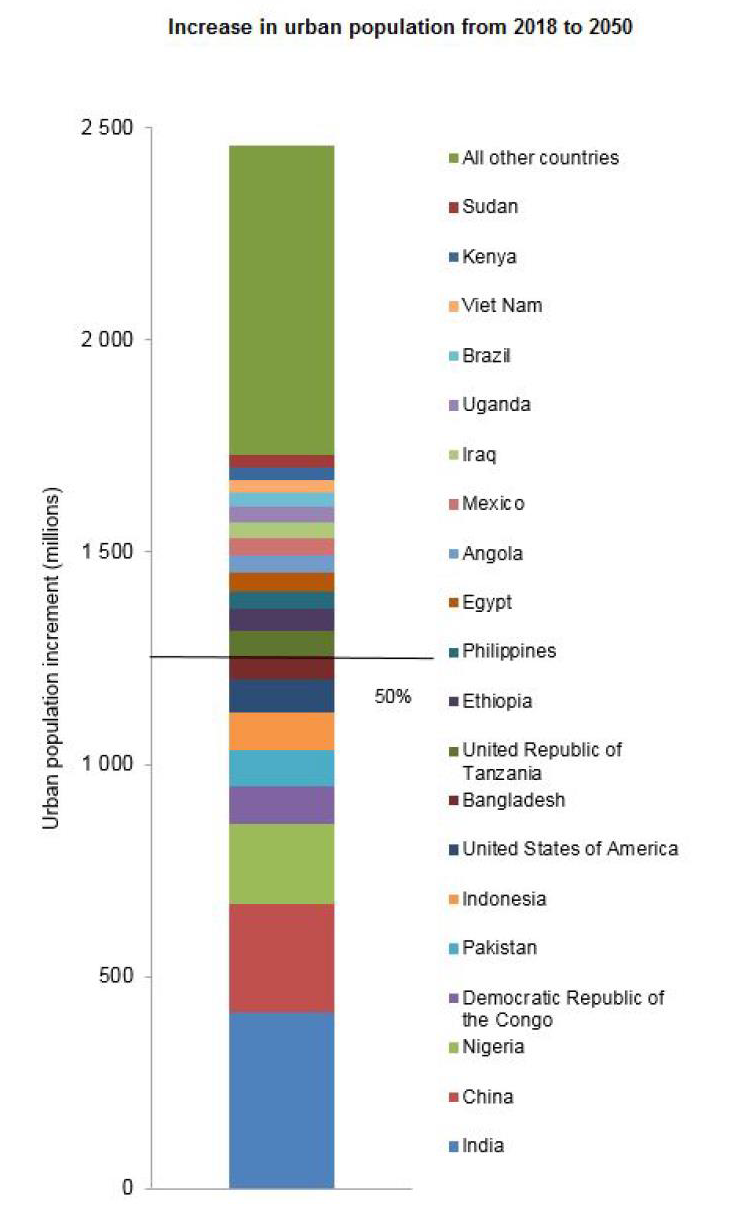 Increase in urban population from 2018 to 2050
2 500
2 000
1 500
1 000
500
0
Urban population increment (millions)
50%
All other countries
Sudan
Kenya
Viet Nam
Brazil
Uganda
Iraq
Mexico
Angola
Egypt
Philippines
Ethiopia
United Republic of
Tanzania
Bangladesh
United States of America
Indonesia
Pakistan
Democratic Republic of
the Congo
Nigeria
China
India